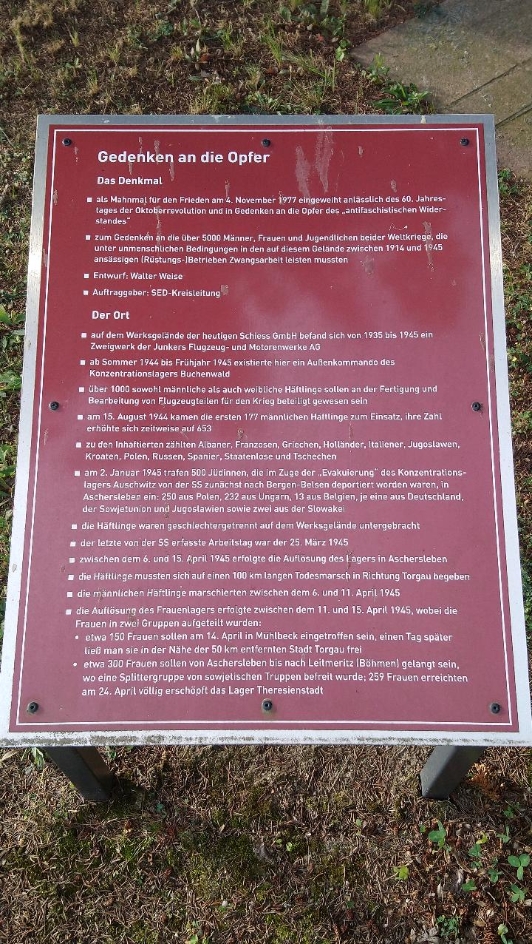 Gedenken an die Opfer
Das Denkmal
■ als Mahnmal für den Frieden am 4. November 1977 eingeweiht anlässlich des 60. Jahres-
tages der Oktoberrevolution und in Gedenken an die Opfer des „antifaschistischen Wider-
standes“
■ zum Gedenken an die über 5000 Männer, Frauen und Jugendlichen beider Weltkriege, die
unter unmenschlichen Bedingungen in den auf diesem Gelände zwischen 1914 und 1945
ansässigen (Rüstungs-)Betrieben Zwangsarbeit leisten mussten
■ Entwurf: Walter Weise
■ Auftraggeber: SED-Kreisleitung
Der Ort
■ auf dem Werksgelände der heutigen Schiess GmbH befand sich von 1935 bis 1945 ein
Zweigwerk der Junkers Flugzeug- und Motorenwerke AG
■ ab Sommer 1944 bis Frühjahr 1945 existierte hier ein Außenkommando des
Konzentrationslagers Buchenwald
■ über 1000 sowohl männliche als auch weibliche Häftlinge sollen an der Fertigung und
Bearbeitung von Flugzeugteilen für den Krieg beteiligt gewesen sein
■ am 15. August 1944 kamen die ersten 177 männlichen Häftlinge zum Einsatz, ihre Zahl
erhöhte sich zeitweise auf 653
■ zu den Inhaftierten zählten Albaner, Franzosen, Griechen, Holländer, Italiener, Jugoslawen,
Kroaten, Polen, Russen, Spanier, Staatenlose und Tschechen
■ am 2. Januar 1945 trafen 500 Jüdinnen, die im Zuge der „Evakuierung“ des Konzentrations-
lagers Auschwitz von der SS zunächst nach Bergen-Belsen deportiert worden waren, in
Aschersleben ein: 250 aus Polen, 232 aus Ungarn, 13 aus Belgien, je eine aus Deutschland,
der Sowjetunion und Jugoslawien sowie zwei aus der Slowakei
■ die Häftlinge waren geschlechtergetrennt auf dem Werksgelände untergebracht
■ der letzte von der SS erfasste Arbeitstag war der 25. März 1945
■ zwischen dem 6. und 15. April 1945 erfolgte die Auflösung des Lagers in Aschersleben
■ die Häftlinge mussten sich auf einen 100 km langen Todesmarsch in Richtung Torgau begeben
■ die männlichen Häftlinge marschierten zwischen dem 6. und 11. April 1945
■ die Auflösung des Frauenlagers erfolgte zwischen dem 11. und 15. April 1945, wobei die
Frauen in zwei Gruppen aufgeteilt wurden:
• etwa 150 Frauen sollen am 14. April in Mühlbeck eingetroffen sein, einen Tag später
ließ man sie in der Nähe der 50 km entfernten Stadt Torgau frei
• etwa 300 Frauen sollen von Aschersleben bis nach Leitmeritz (Böhmen) gelangt sein,
wo eine Splittergruppe von sowjetischen Truppen befreit wurde; 259 Frauen erreichten
am 24. April völlig erschöpft das Lager Theresienstadt